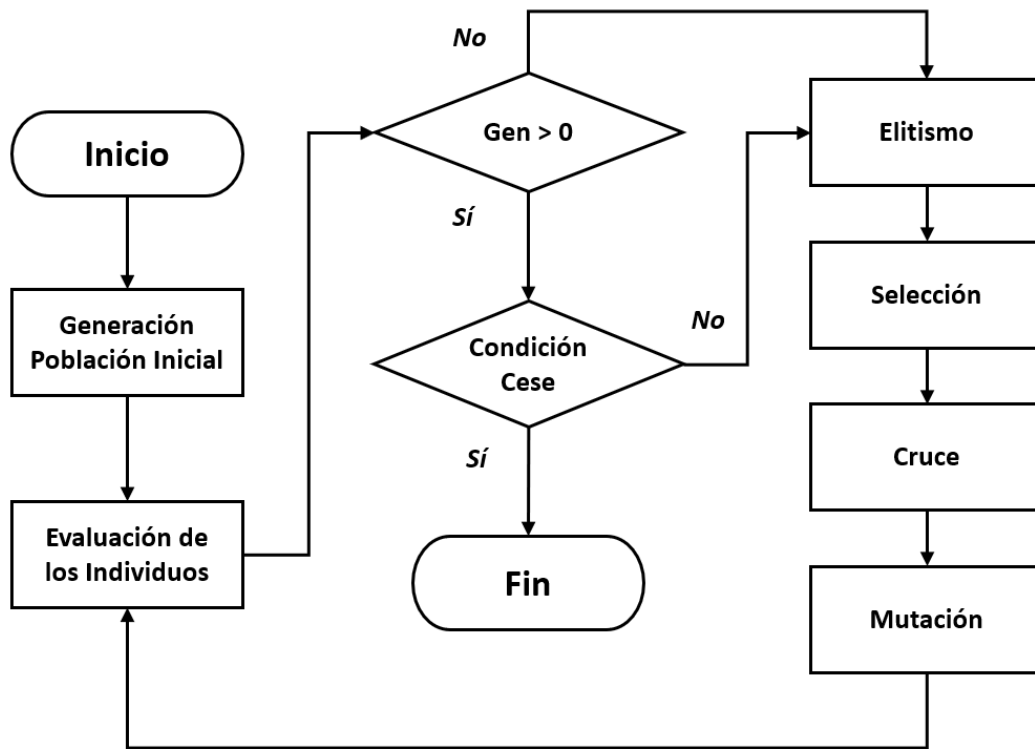 Inicio
Generación
Población Inicial
Evaluación de
los Individuos
No
Gen > 0
Sí
Condición
Cese
No
Sí
Fin
Elitismo
Selección
Cruce
Mutación